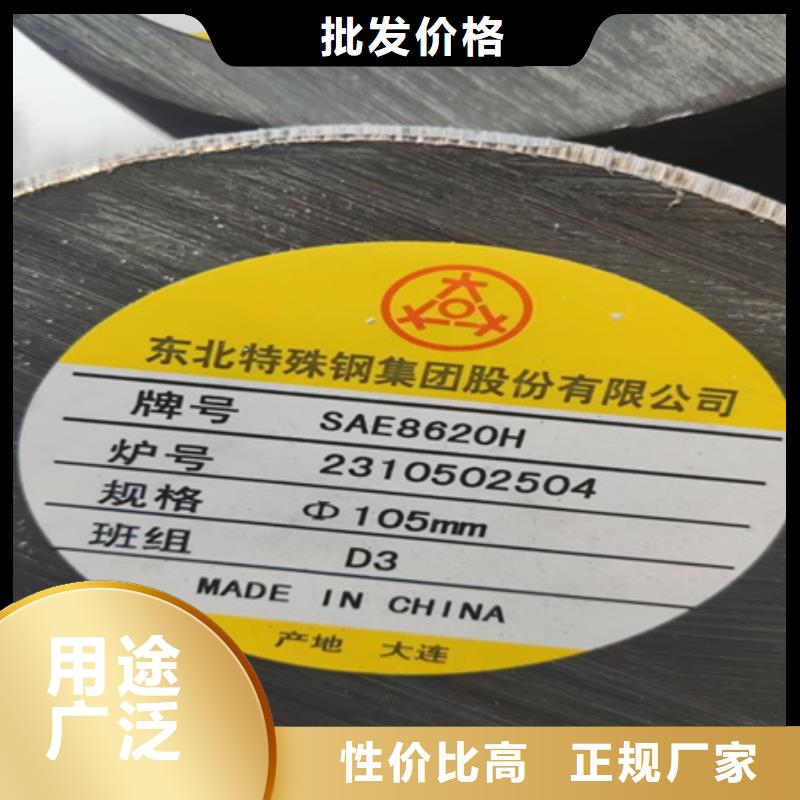 批发价格
东北特殊钢集团股份有限公司
牌号 SAE8620H
炉号 2310502504
规格 Φ105mm
班组 D3
MADE IN CHINA
产地 大连
用途
广泛
性价比高 正规厂家